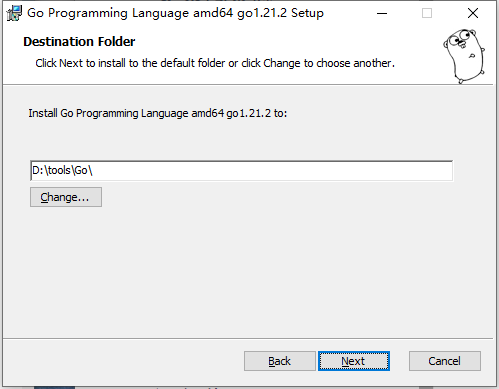 Go Programming Language amd64 go1.21.2 Setup
Destination Folder
Click Next to install to the default folder or click Change to choose another.
Install Go Programming Language amd64 go1.21.2 to:
D:\tools\Go\
Change...
Back Next Cancel